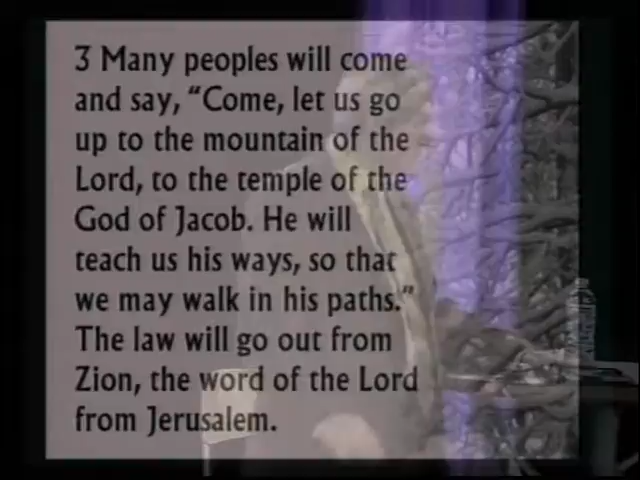 3 Many peoples will come
and say, “Come, let us go
up to the mountain of the
Lord, to the temple of the
God of Jacob. He will
teach us his ways, so that
we may walk in his paths.”
The law will go out from
Zion, the word of the Lord
from Jerusalem.